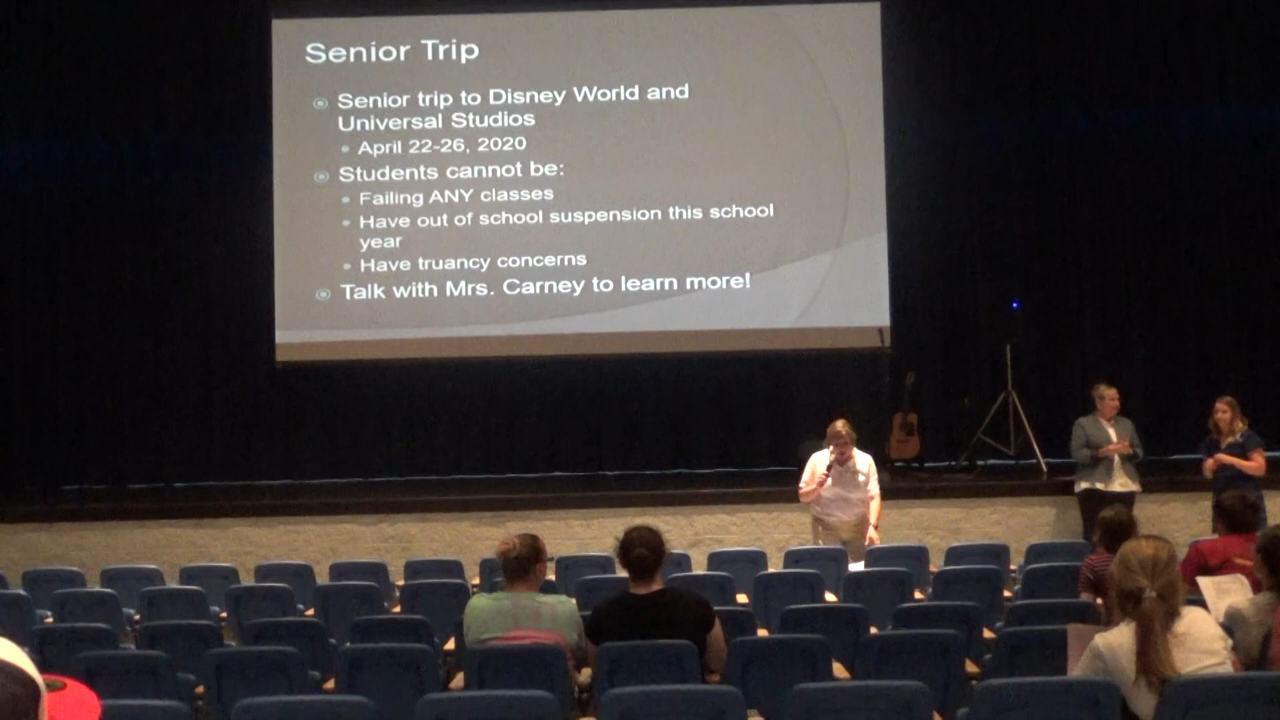 Senior Trip
Senior trip to Disney World and
Universal Studios
April 22-26, 2020
Students cannot be:
Failing ANY classes
Have out of school suspension this school
year
Have truancy concerns
Talk with Mrs. Carney to learn more!